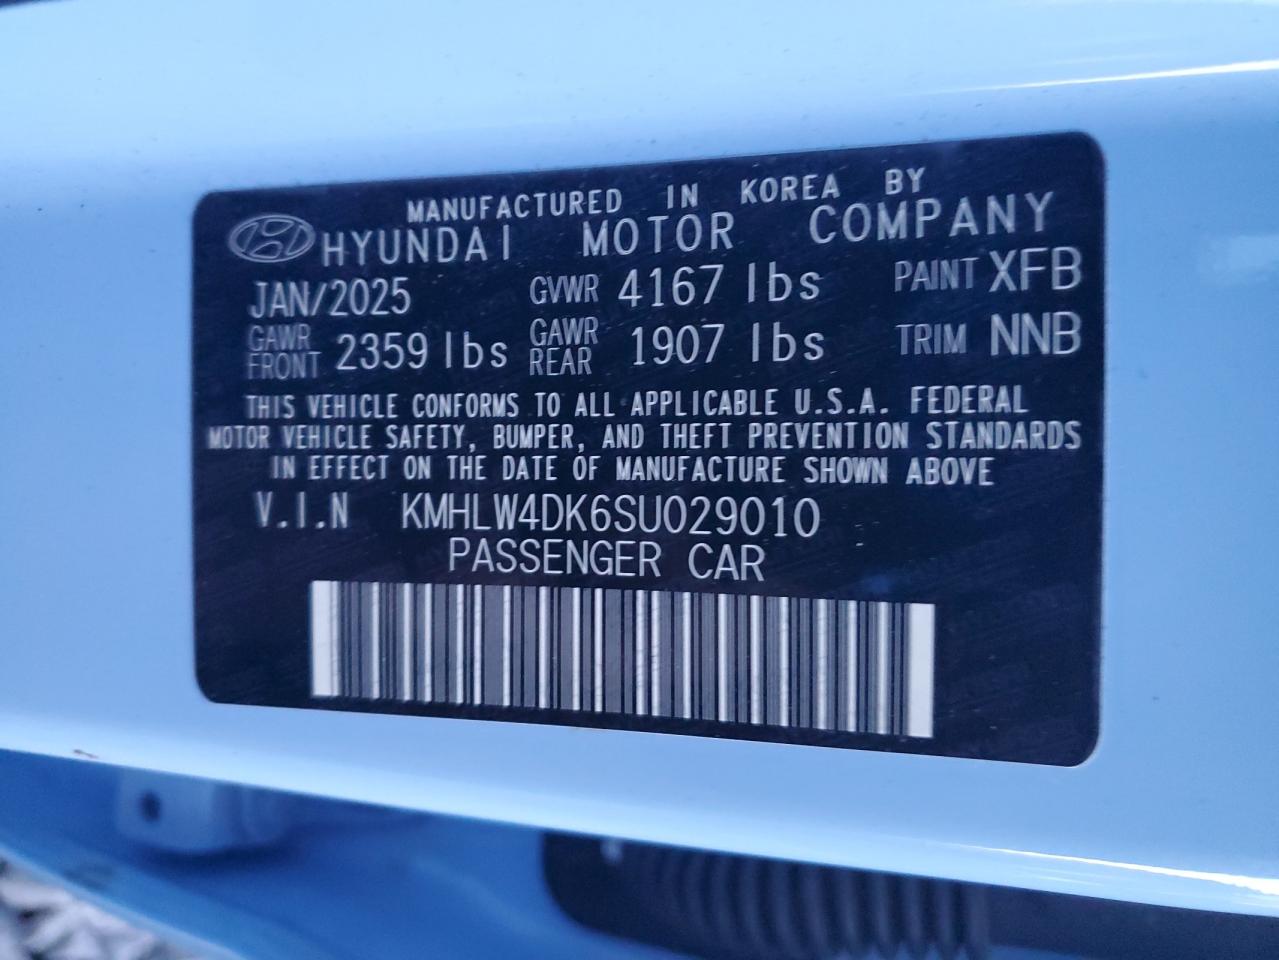 MANUFACTURED IN KOREA BY
HYUNDAI MOTOR COMPANY
JAN/2025 GVWR 4167 lbs PAINT XFB
GAWR FRONT 2359 lbs GAWR REAR 1907 lbs TRIM NNB
THIS VEHICLE CONFORMS TO ALL APPLICABLE U.S.A. FEDERAL
MOTOR VEHICLE SAFETY, BUMPER, AND THEFT PREVENTION STANDARDS
IN EFFECT ON THE DATE OF MANUFACTURE SHOWN ABOVE
V.I.N KMHLW4DK6SU029010
PASSENGER CAR